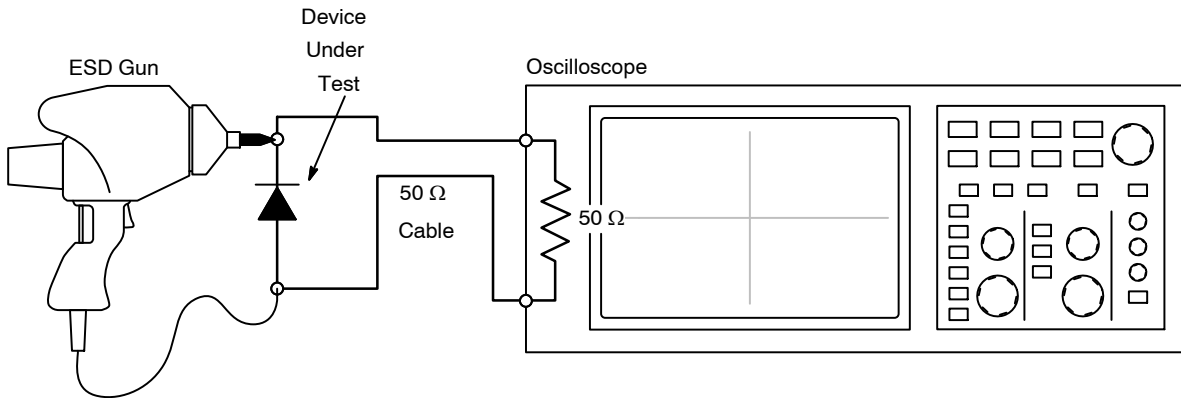 Device
Under
Test
ESD Gun
Oscilloscope
50 Ω
Cable
50 Ω